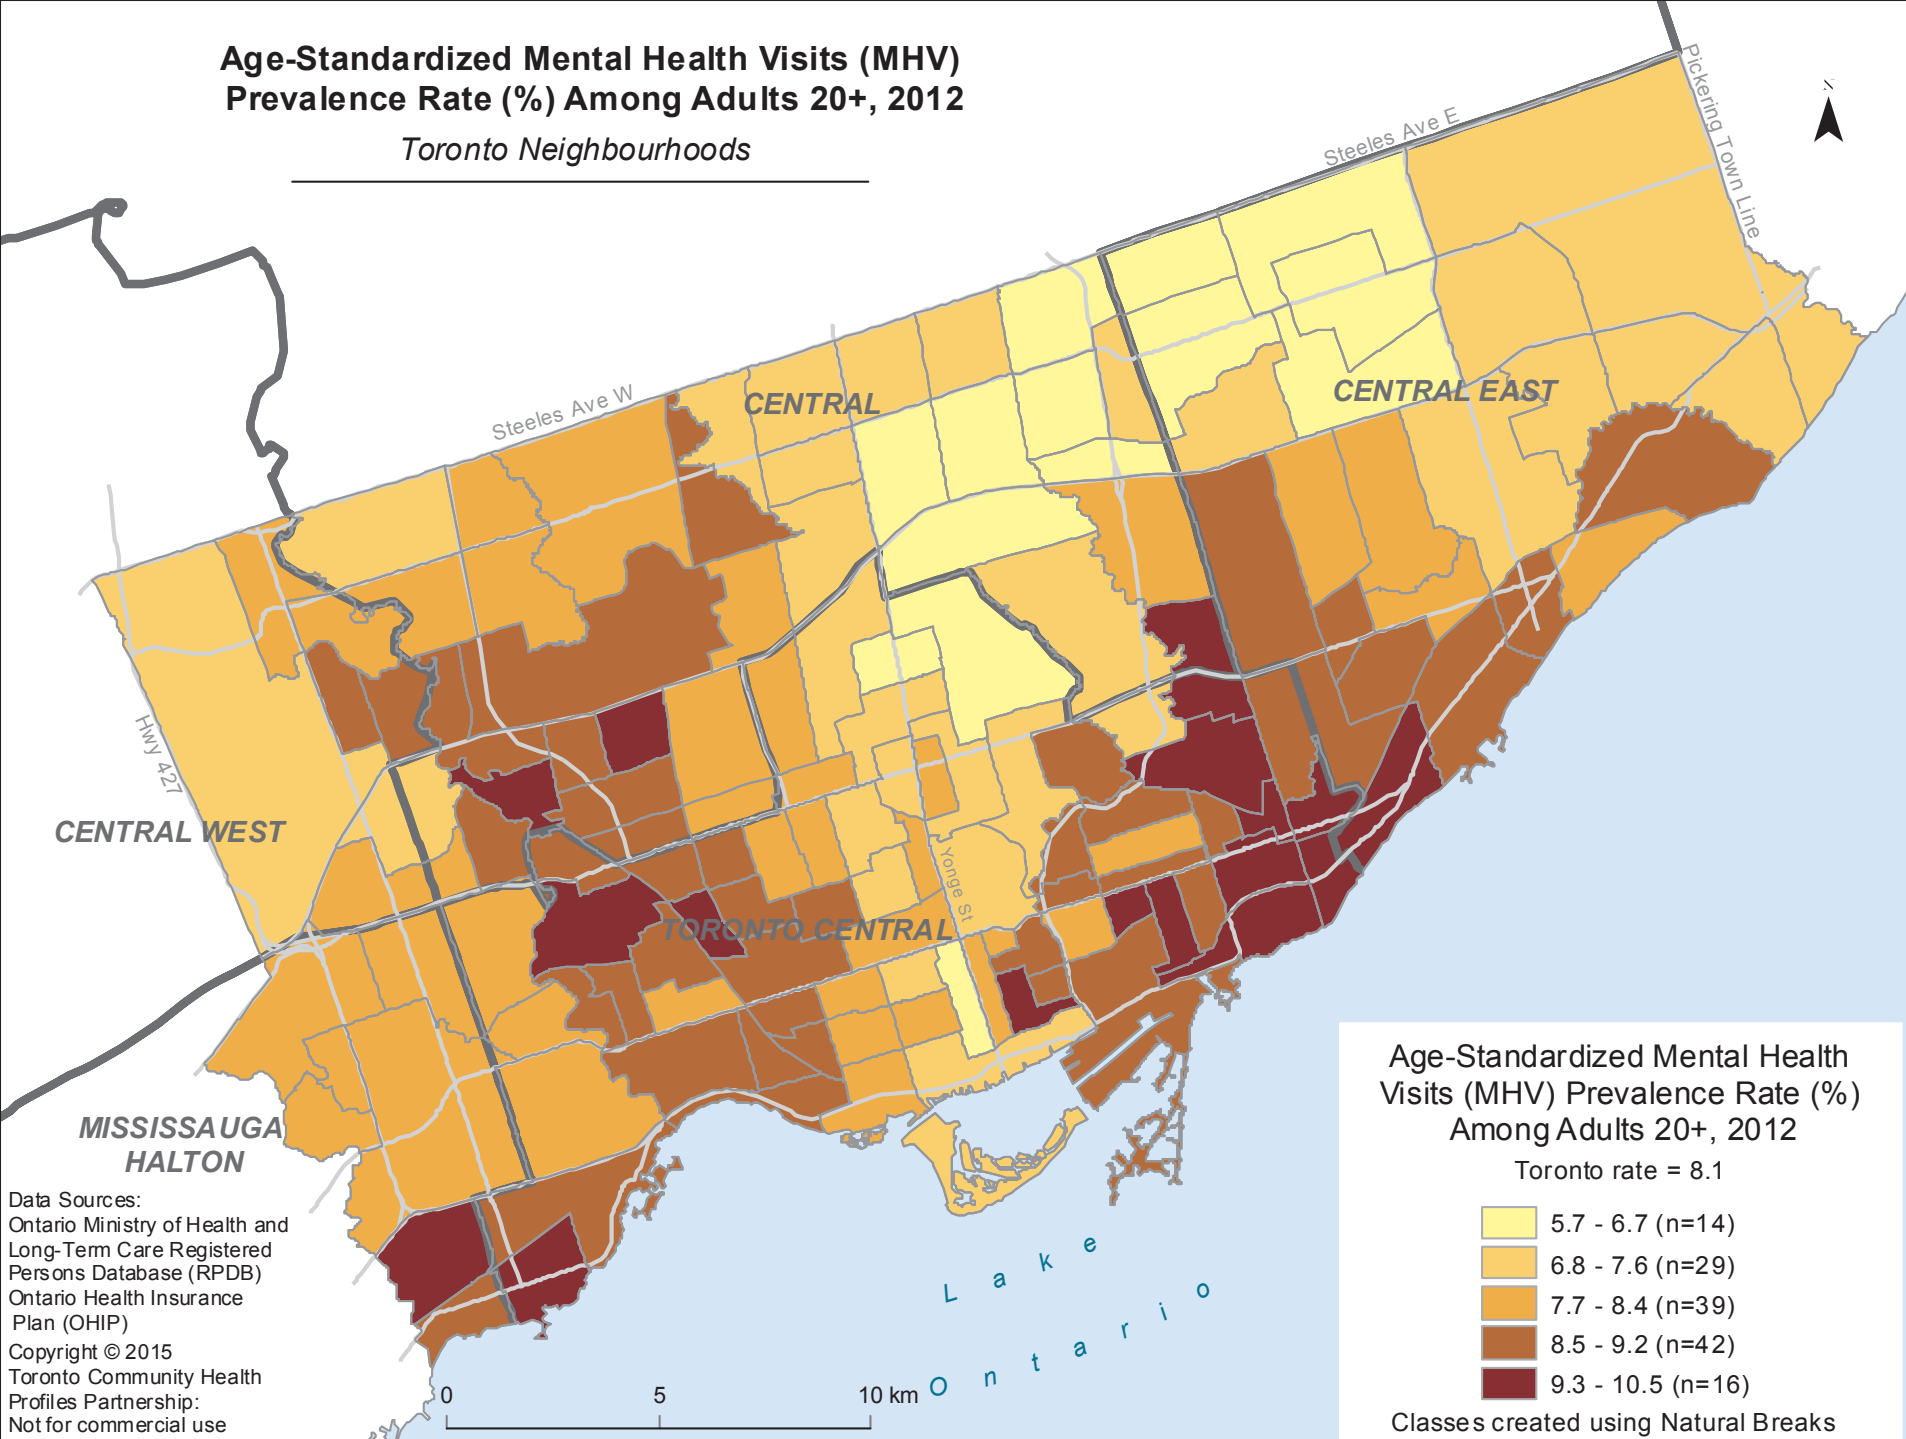 Age-Standardized Mental Health Visits (MHV)
Prevalence Rate (%) Among Adults 20+, 2012
Toronto Neighbourhoods
N
Pickering Town Line
Steeles Ave E
Steeles Ave W
CENTRAL
CENTRAL EAST
Hwy 427
CENTRAL WEST
Yonge St
TORONTO CENTRAL
MISSISSAUGA
HALTON
Lake
Ontario
Data Sources:
Ontario Ministry of Health and
Long-Term Care Registered
Persons Database (RPDB)
Ontario Health Insurance
Plan (OHIP)
Copyright © 2015
Toronto Community Health
Profiles Partnership:
Not for commercial use
0 5 10 km
Age-Standardized Mental Health
Visits (MHV) Prevalence Rate (%)
Among Adults 20+, 2012
Toronto rate = 8.1
5.7 - 6.7 (n=14)
6.8 - 7.6 (n=29)
7.7 - 8.4 (n=39)
8.5 - 9.2 (n=42)
9.3 - 10.5 (n=16)
Classes created using Natural Breaks